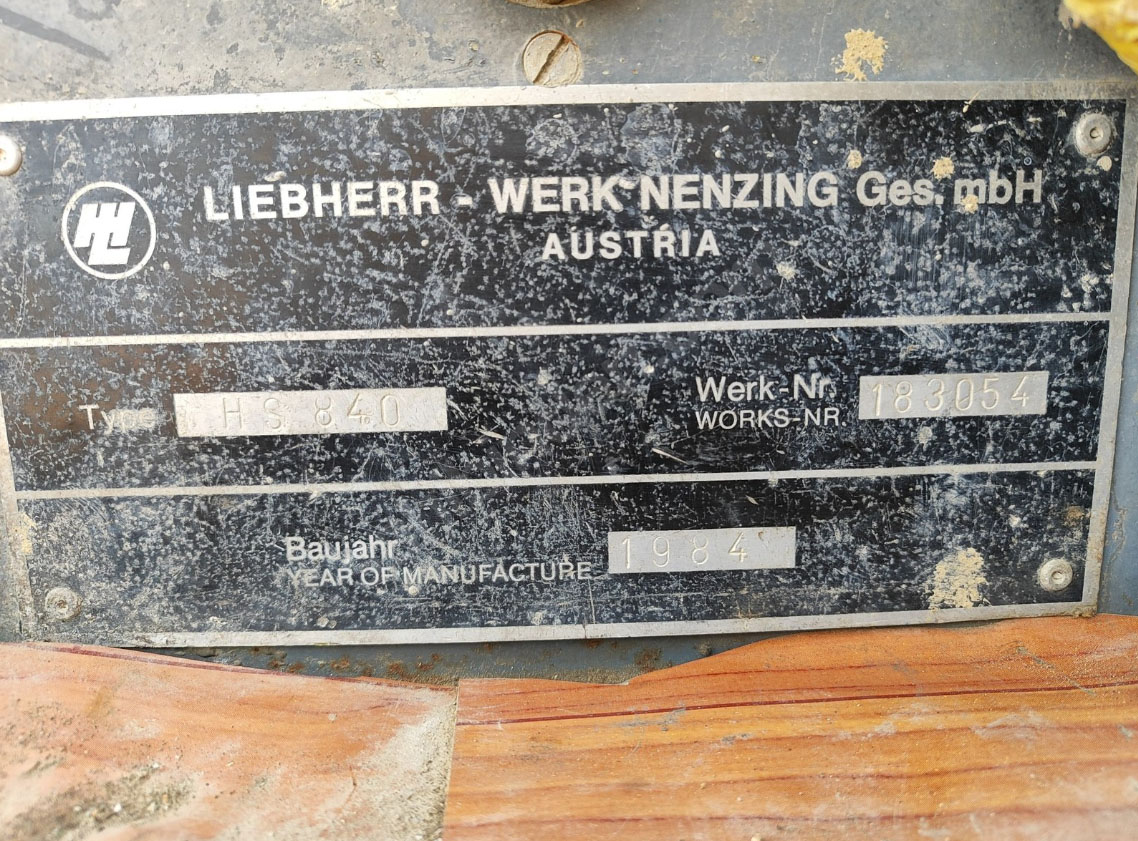 HL
LIEBHERR - WERK NENZING Ges. mbH
AUSTRIA
Type HS 840
Werk-Nr. 183054
WORKS-NR.
Baujahr 1984
YEAR OF MANUFACTURE